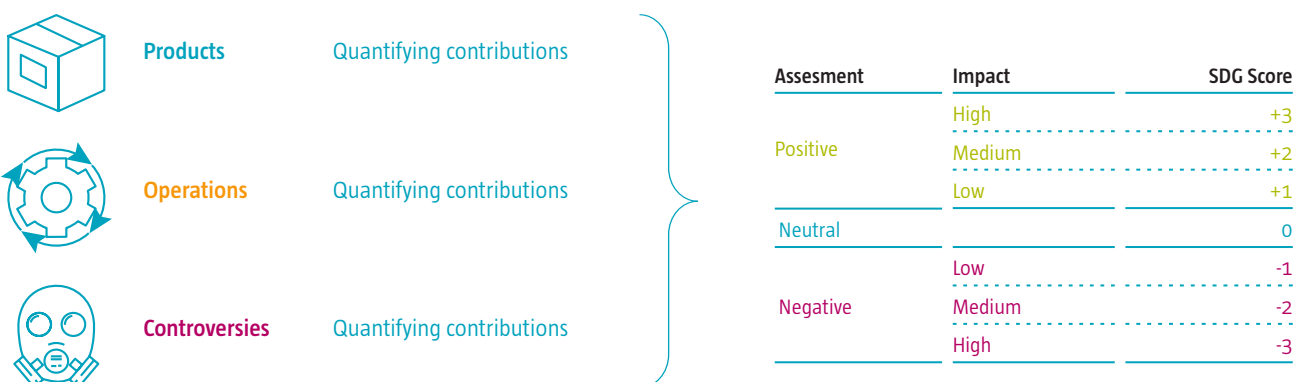 Products Quantifying contributions
Operations Quantifying contributions
Controversies Quantifying contributions
Assesment Impact SDG Score
High +3
Positive Medium +2
Low +1
Neutral 0
Low -1
Negative Medium -2
High -3